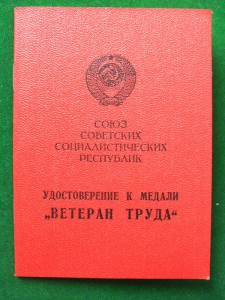 СОЮЗ
СОВЕТСКИХ
СОЦИАЛИСТИЧЕСКИХ
РЕСПУБЛИК
УДОСТОВЕРЕНИЕ К МЕДАЛИ
„ВЕТЕРАН ТРУДА“